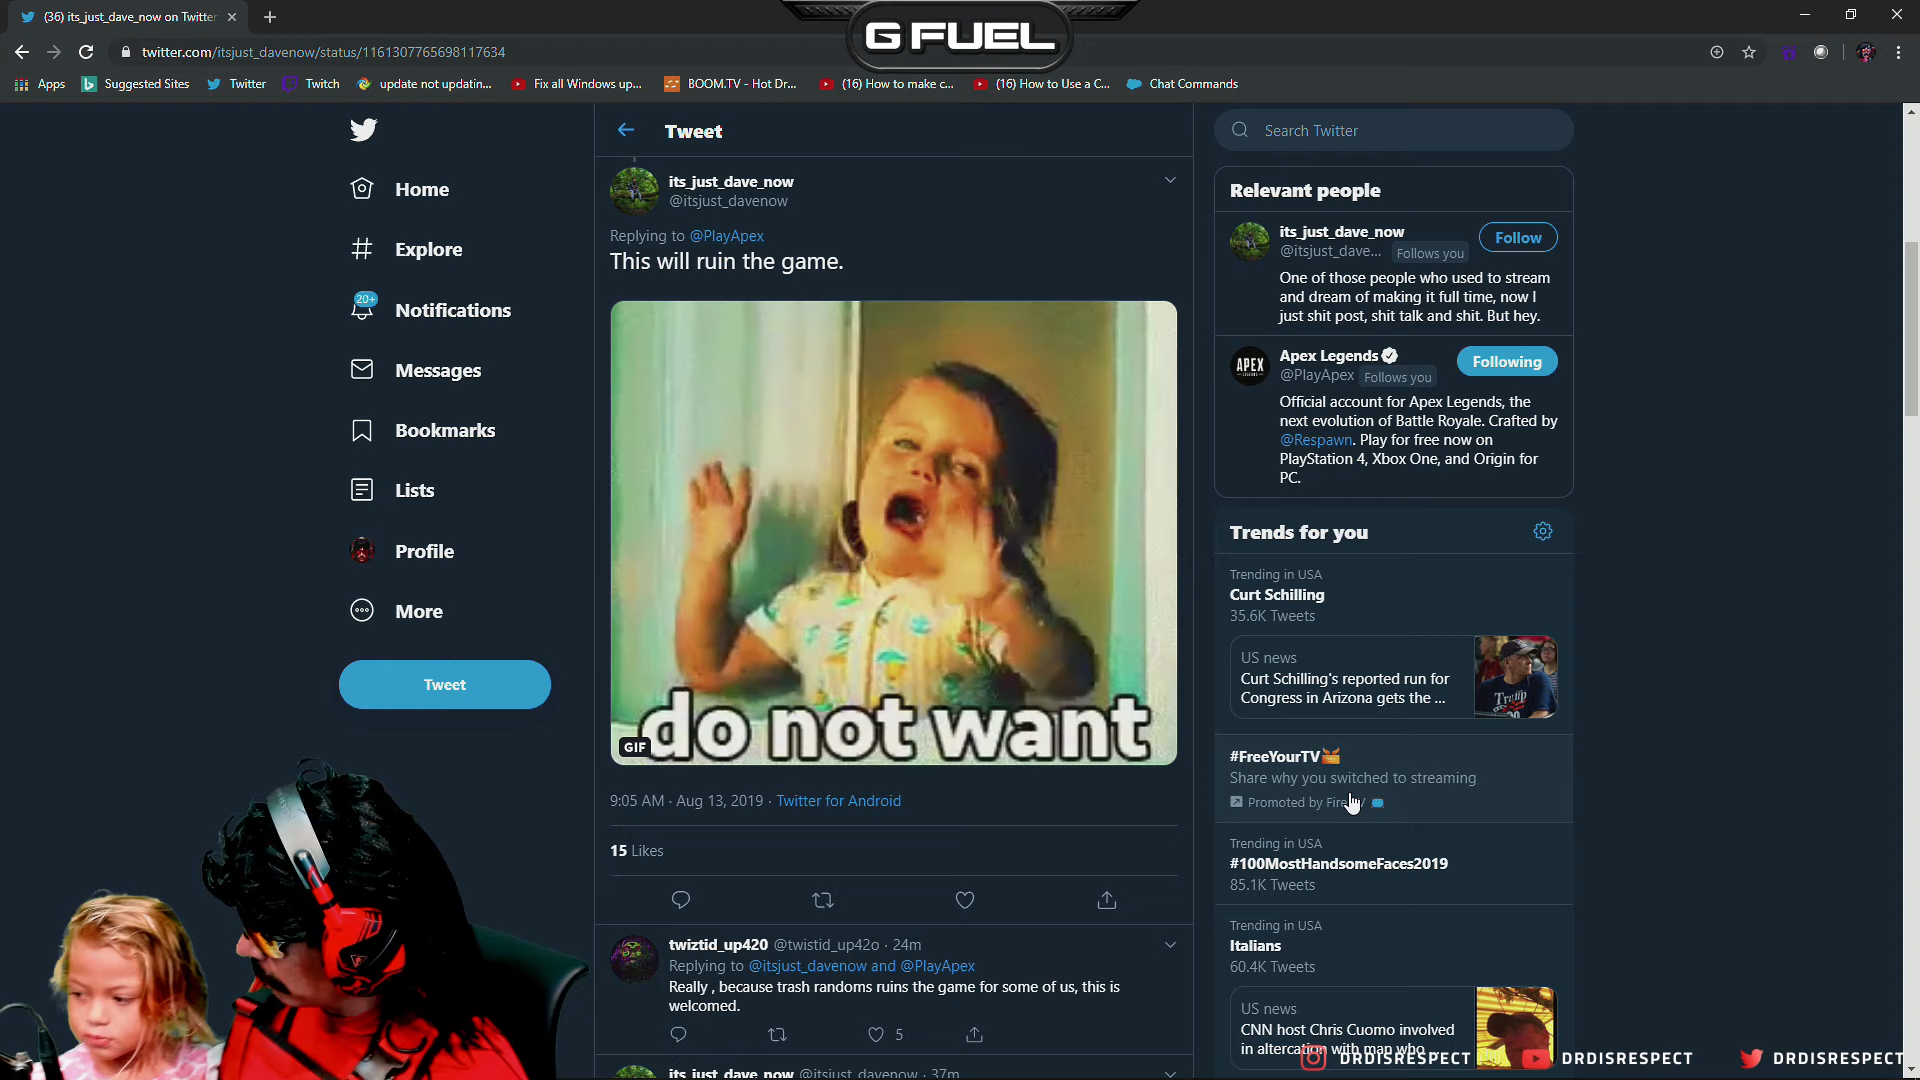 (36) its_just_dave_now on Twitter
G FUEL
twitter.com/itsjust_davenow/status/1161307765698117634
Apps
Suggested Sites
Twitter
Twitch
update not updatin...
Fix all Windows up...
BOOM.TV - Hot Dr...
(16) How to make c...
(16) How to Use a C...
Chat Commands
Home
Explore
20+
Notifications
Messages
Bookmarks
Lists
Profile
More
Tweet
Tweet
its_just_dave_now
@itsjust_davenow
Replying to @PlayApex
This will ruin the game.
do not want
GIF
9:05 AM · Aug 13, 2019 · Twitter for Android
15 Likes
twiztid_up420 @twistid_up42o · 24m
Replying to @itsjust_davenow and @PlayApex
Really , because trash randoms ruins the game for some of us, this is
welcomed.
5
its_just_dave_now @itsjust_davenow · 37m
Search Twitter
Relevant people
its_just_dave_now
Follow
@itsjust_dave... Follows you
One of those people who used to stream
and dream of making it full time, now I
just shit post, shit talk and shit. But hey.
APEX
Apex Legends
Following
@PlayApex Follows you
Official account for Apex Legends, the
next evolution of Battle Royale. Crafted by
@Respawn. Play for free now on
PlayStation 4, Xbox One, and Origin for
PC.
Trends for you
Trending in USA
Curt Schilling
35.6K Tweets
US news
Curt Schilling's reported run for
Congress in Arizona gets the ...
Trump
#FreeYourTV
Share why you switched to streaming
Promoted by
Trending in USA
#100MostHandsomeFaces2019
85.1K Tweets
Trending in USA
Italians
60.4K Tweets
US news
CNN host Chris Cuomo involved
in altercation with man who
DRDISRESPECT
DRDISRESPECT
DRDISRESPECT